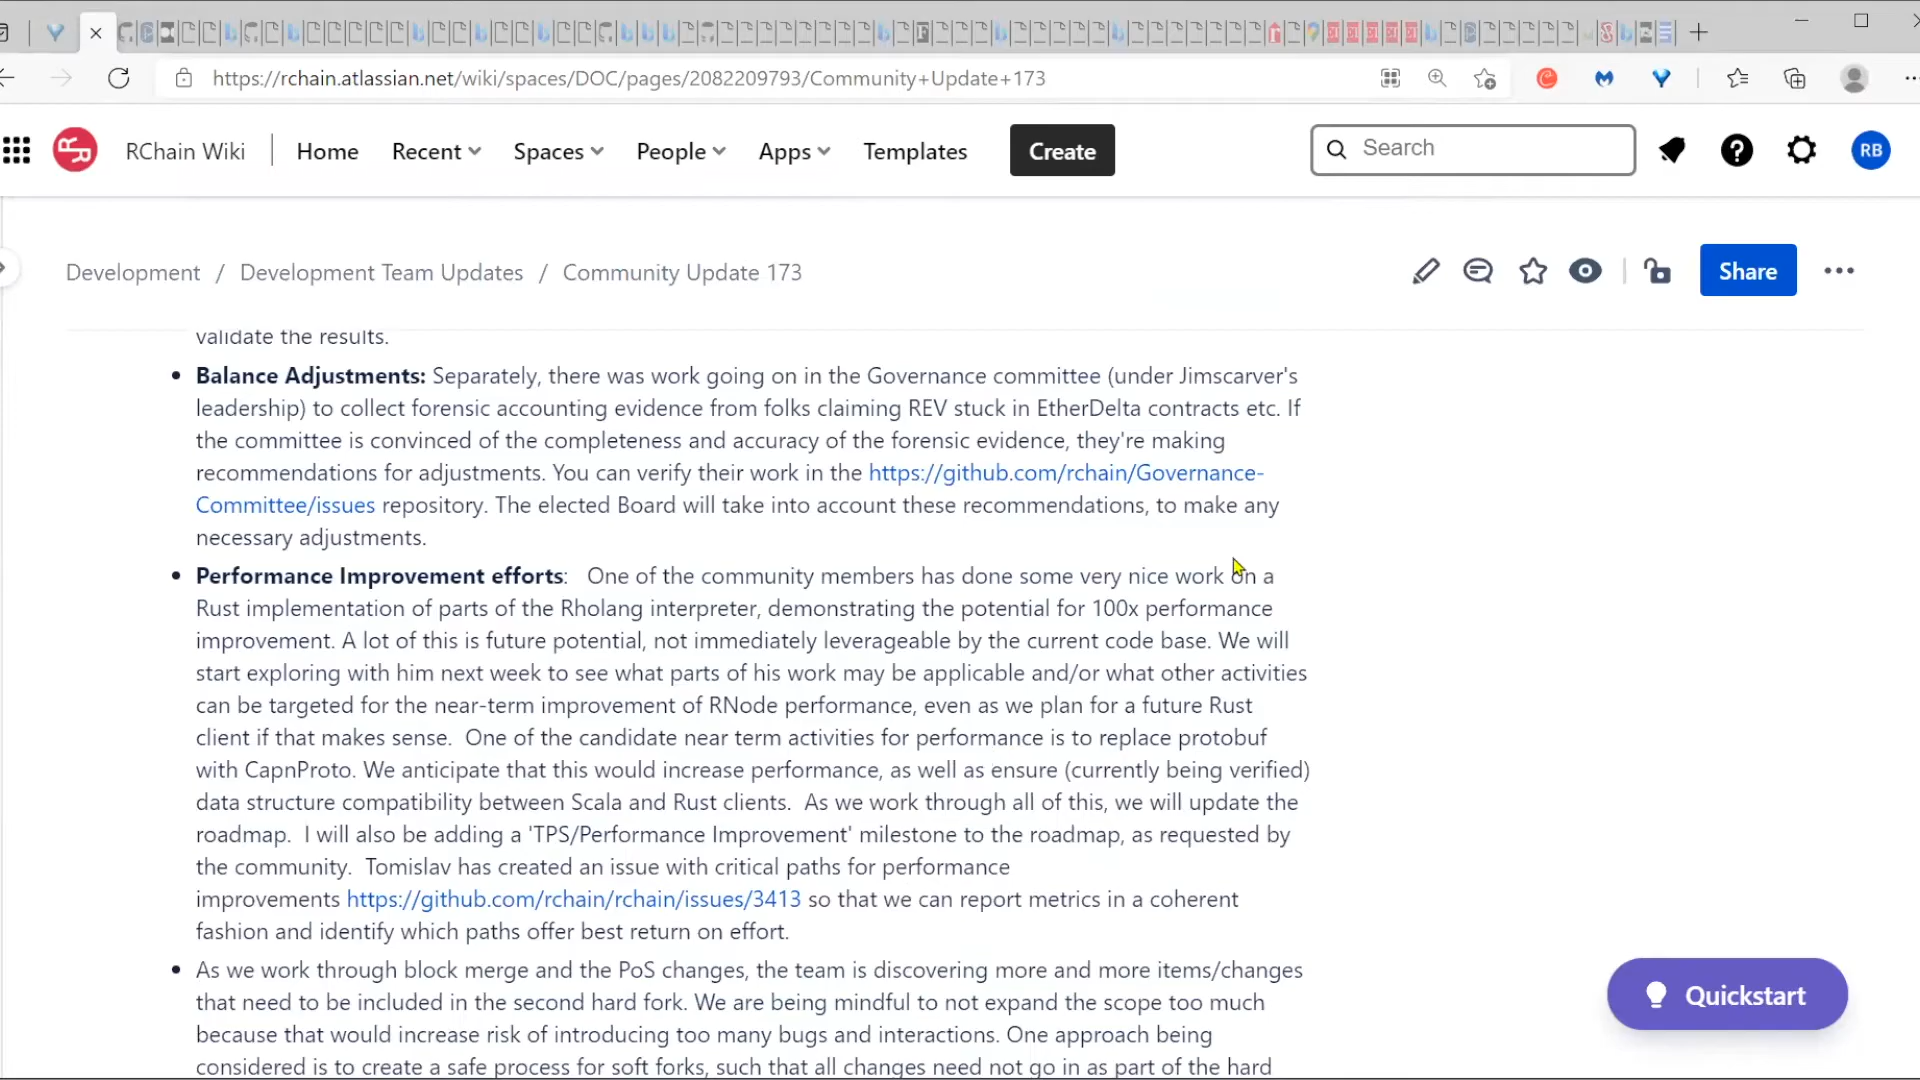 https://rchain.atlassian.net/wiki/spaces/DOC/pages/2082209793/Community+Update+173
RChain Wiki Home Recent Spaces People Apps Templates Create Search RB
Development / Development Team Updates / Community Update 173 Share
validate the results.
• Balance Adjustments: Separately, there was work going on in the Governance committee (under Jimscarver's
leadership) to collect forensic accounting evidence from folks claiming REV stuck in EtherDelta contracts etc. If
the committee is convinced of the completeness and accuracy of the forensic evidence, they're making
recommendations for adjustments. You can verify their work in the https://github.com/rchain/Governance-
Committee/issues repository. The elected Board will take into account these recommendations, to make any
necessary adjustments.
• Performance Improvement efforts: One of the community members has done some very nice work on a
Rust implementation of parts of the Rholang interpreter, demonstrating the potential for 100x performance
improvement. A lot of this is future potential, not immediately leverageable by the current code base. We will
start exploring with him next week to see what parts of his work may be applicable and/or what other activities
can be targeted for the near-term improvement of RNode performance, even as we plan for a future Rust
client if that makes sense. One of the candidate near term activities for performance is to replace protobuf
with CapnProto. We anticipate that this would increase performance, as well as ensure (currently being verified)
data structure compatibility between Scala and Rust clients. As we work through all of this, we will update the
roadmap. I will also be adding a 'TPS/Performance Improvement' milestone to the roadmap, as requested by
the community. Tomislav has created an issue with critical paths for performance
improvements https://github.com/rchain/rchain/issues/3413 so that we can report metrics in a coherent
fashion and identify which paths offer best return on effort.
• As we work through block merge and the PoS changes, the team is discovering more and more items/changes
that need to be included in the second hard fork. We are being mindful to not expand the scope too much
because that would increase risk of introducing too many bugs and interactions. One approach being
considered is to create a safe process for soft forks, such that all changes need not go in as part of the hard
Quickstart